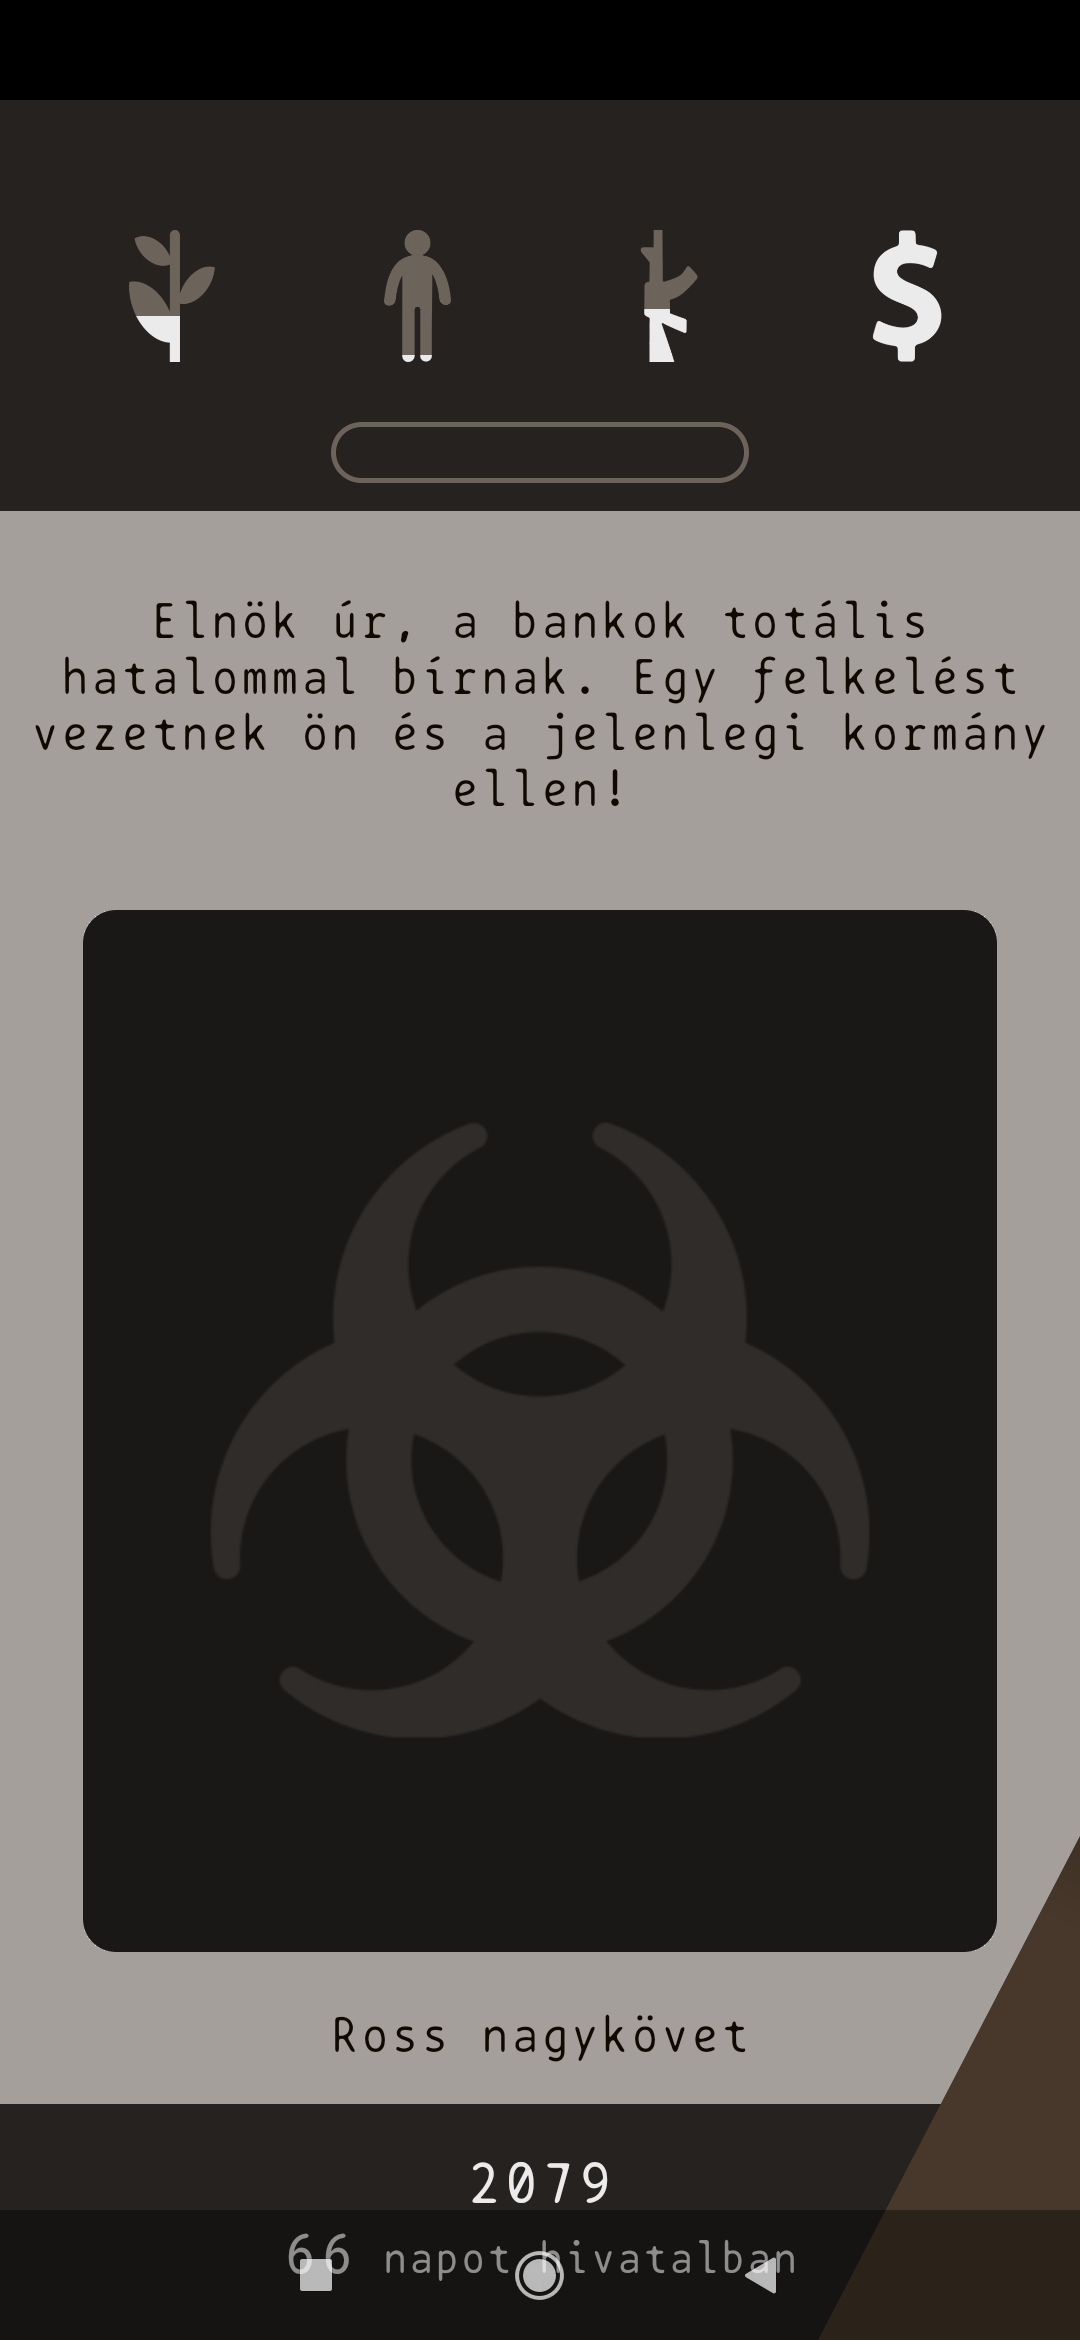 Elnök úr, a bankok totális
hatalommal bírnak. Egy felkelést
vezetnek ön és a jelenlegi kormány
ellen!
Ross nagykövet
2079
66 napot hivatalban